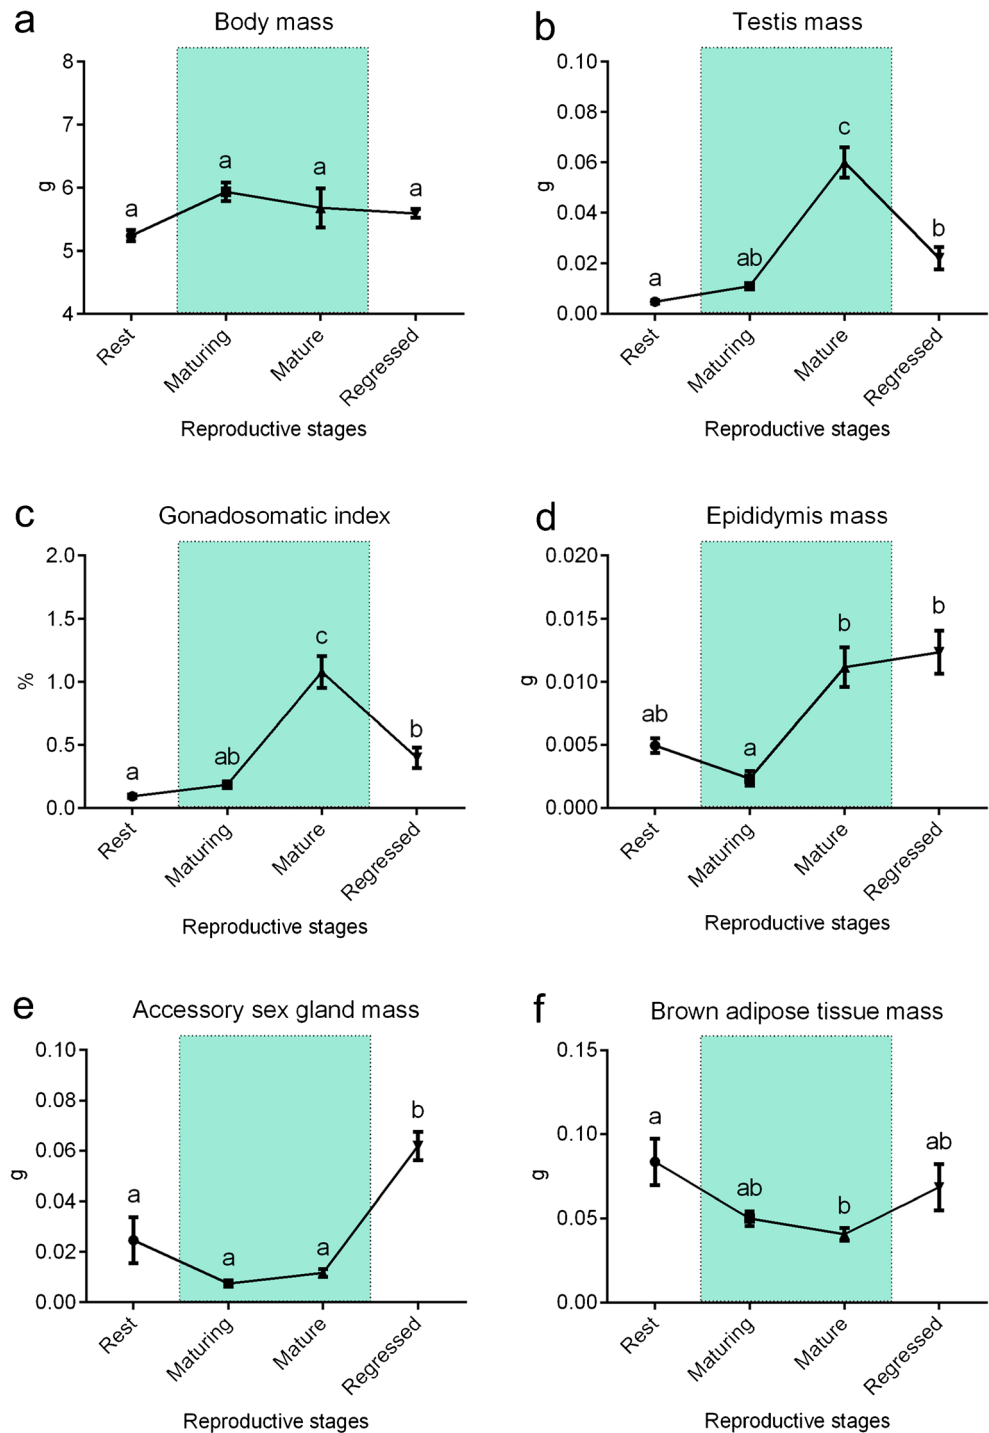 a
Body mass
8
7
6
5
4
g
a
a
a
a
Rest
Maturing
Mature
Regressed
Reproductive stages
b
Testis mass
0.10
0.08
0.06
0.04
0.02
0.00
g
a
ab
c
b
Rest
Maturing
Mature
Regressed
Reproductive stages
c
Gonadosomatic index
2.0
1.5
1.0
0.5
0.0
%
a
ab
c
b
Rest
Maturing
Mature
Regressed
Reproductive stages
d
Epididymis mass
0.020
0.015
0.010
0.005
0.000
g
ab
a
b
b
Rest
Maturing
Mature
Regressed
Reproductive stages
e
Accessory sex gland mass
0.10
0.08
0.06
0.04
0.02
0.00
g
a
a
a
b
Rest
Maturing
Mature
Regressed
Reproductive stages
f
Brown adipose tissue mass
0.15
0.10
0.05
0.00
g
a
ab
b
ab
Rest
Maturing
Mature
Regressed
Reproductive stages